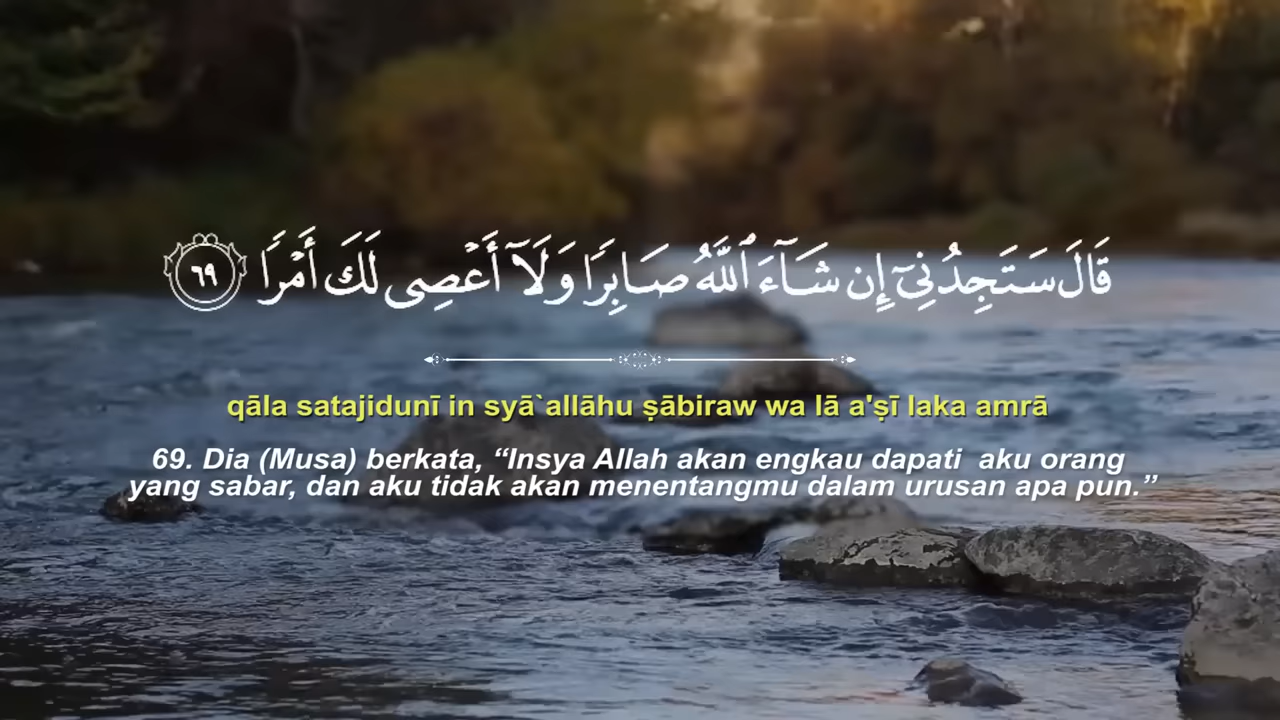 قَالَ سَتَجِدُنِىٓ إِن شَآءَ ٱللَّهُ صَابِرًا وَلَآ أَعْصِى لَكَ أَمْرًا ٦٩
qāla satajidunī in syā`allāhu ṣābiraw wa lā a'ṣī laka amrā
69. Dia (Musa) berkata, “Insya Allah akan engkau dapati  aku orang
yang sabar, dan aku tidak akan menentangmu dalam urusan apa pun.”